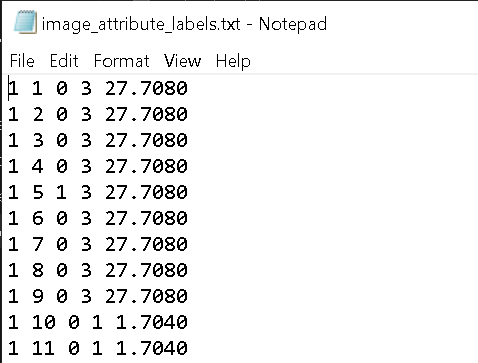 image_attribute_labels.txt - Notepad
File Edit Format View Help
1 1 0 3 27.7080
1 2 0 3 27.7080
1 3 0 3 27.7080
1 4 0 3 27.7080
1 5 1 3 27.7080
1 6 0 3 27.7080
1 7 0 3 27.7080
1 8 0 3 27.7080
1 9 0 3 27.7080
1 10 0 1 1.7040
1 11 0 1 1.7040